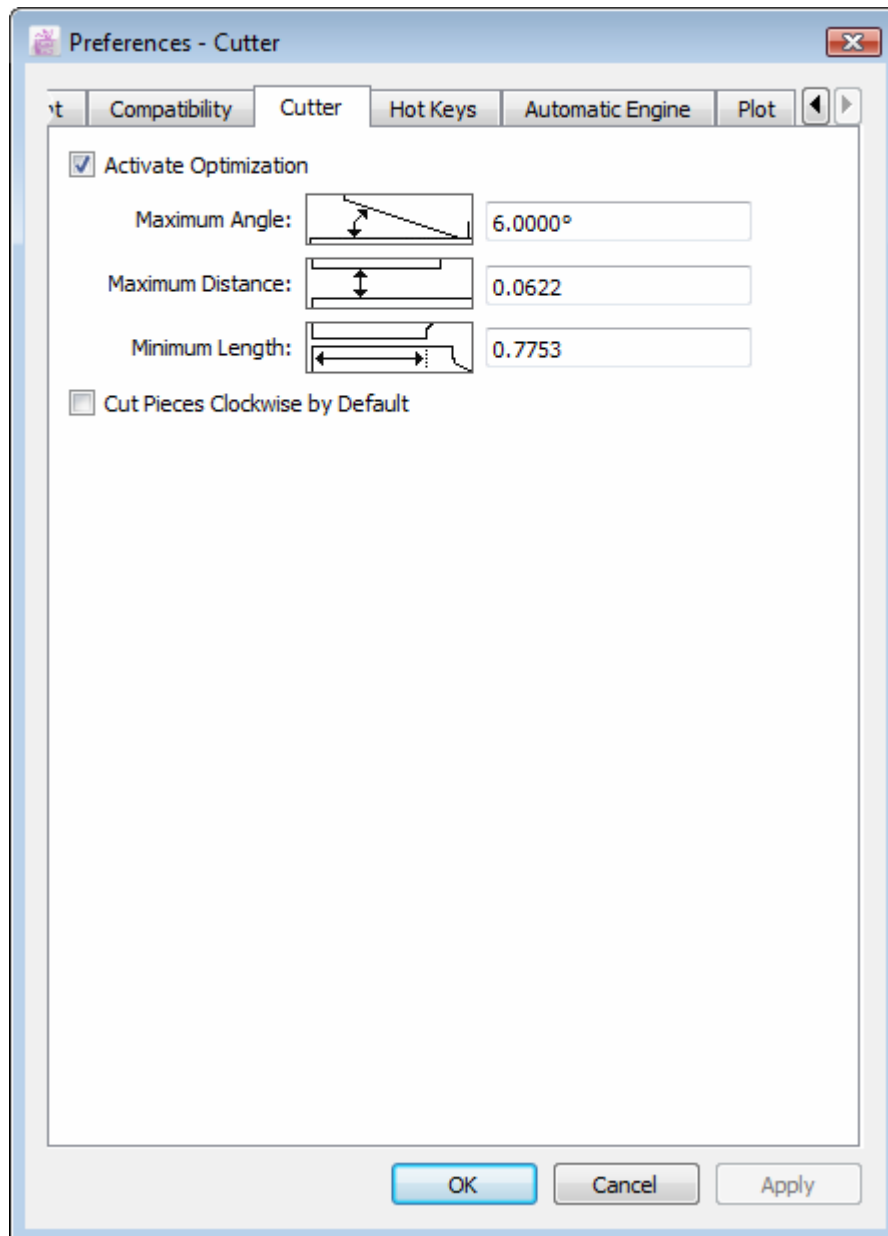 Preferences - Cutter
Compatibility Cutter Hot Keys Automatic Engine Plot
Activate Optimization
Maximum Angle: 6.0000°
Maximum Distance: 0.0622
Minimum Length: 0.7753
Cut Pieces Clockwise by Default
OK Cancel Apply